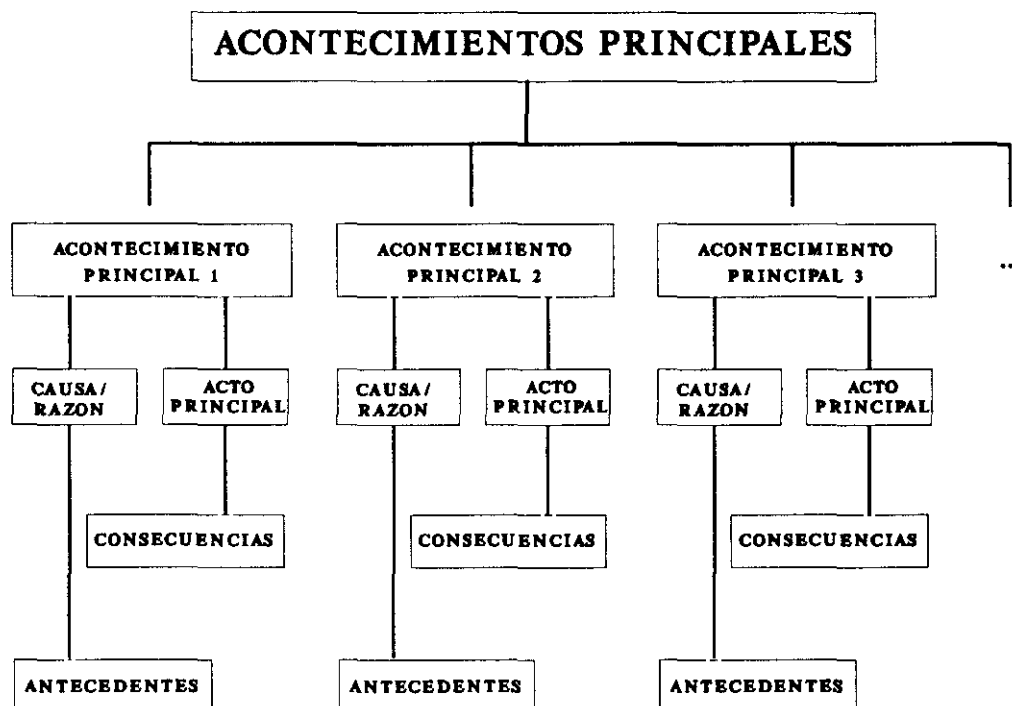 ACONTECIMIENTOS PRINCIPALES
ACONTECIMIENTO
PRINCIPAL 1
ACONTECIMIENTO
PRINCIPAL 2
ACONTECIMIENTO
PRINCIPAL 3
..
CAUSA/
RAZON
ACTO
PRINCIPAL
CAUSA/
RAZON
ACTO
PRINCIPAL
CAUSA/
RAZON
ACTO
PRINCIPAL
CONSECUENCIAS
CONSECUENCIAS
CONSECUENCIAS
ANTECEDENTES
ANTECEDENTES
ANTECEDENTES